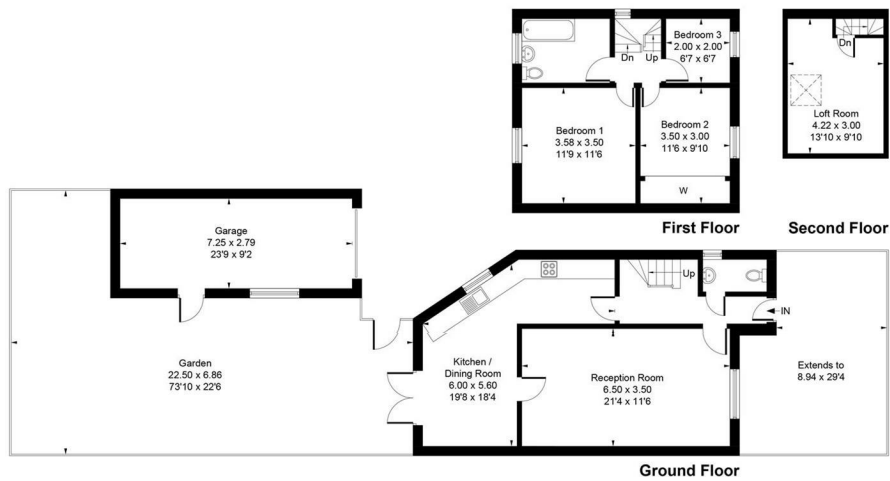 Bedroom 3
2.00 x 2.00
6'7 x 6'7
Dn
Up
Bedroom 1
3.58 x 3.50
11'9 x 11'6
Bedroom 2
3.50 x 3.00
11'6 x 9'10
W
First Floor
Dn
Loft Room
4.22 x 3.00
13'10 x 9'10
Second Floor
Garage
7.25 x 2.79
23'9 x 9'2
Garden
22.50 x 6.86
73'10 x 22'6
Kitchen /
Dining Room
6.00 x 5.60
19'8 x 18'4
Up
IN
Reception Room
6.50 x 3.50
21'4 x 11'6
Extends to
8.94 x 29'4
Ground Floor